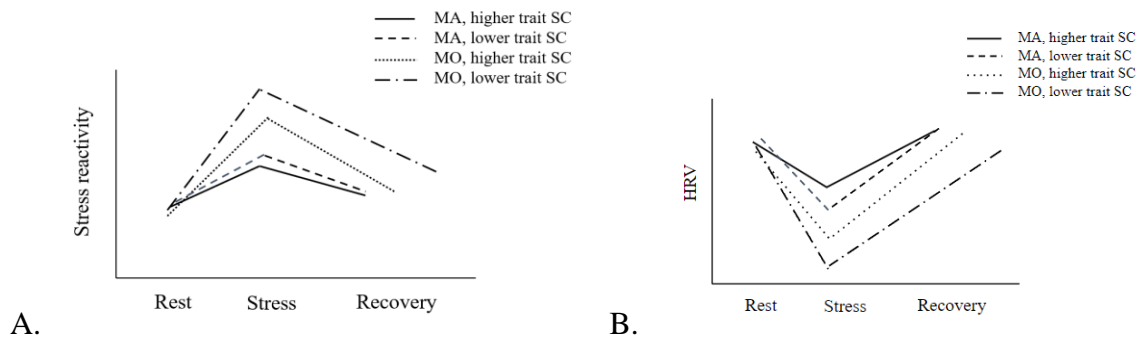 MA, higher trait SC
MA, lower trait SC
MO, higher trait SC
MO, lower trait SC
Stress reactivity
Rest
Stress
Recovery
A.
MA, higher trait SC
MA, lower trait SC
MO, higher trait SC
MO, lower trait SC
HRV
Rest
Stress
Recovery
B.